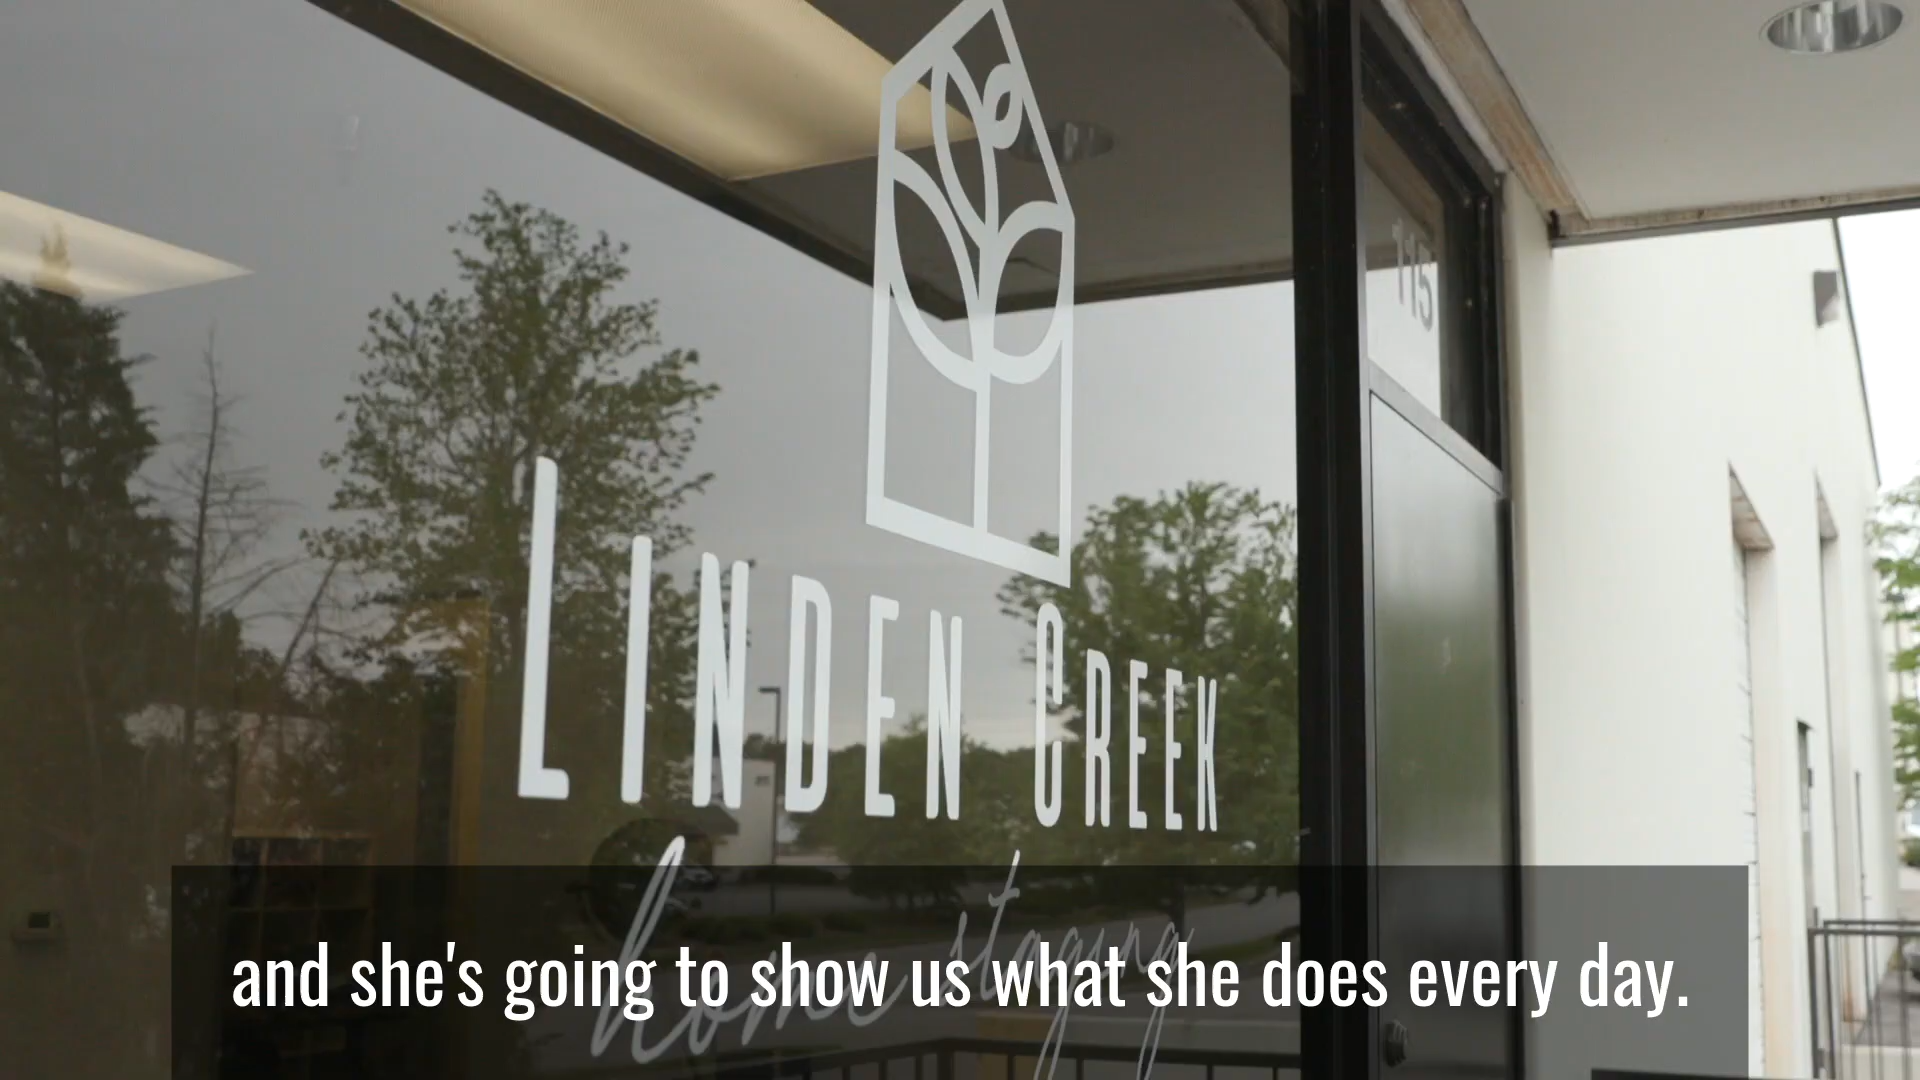 115
LINDEN CREEK
home staging
and she's going to show us what she does every day.